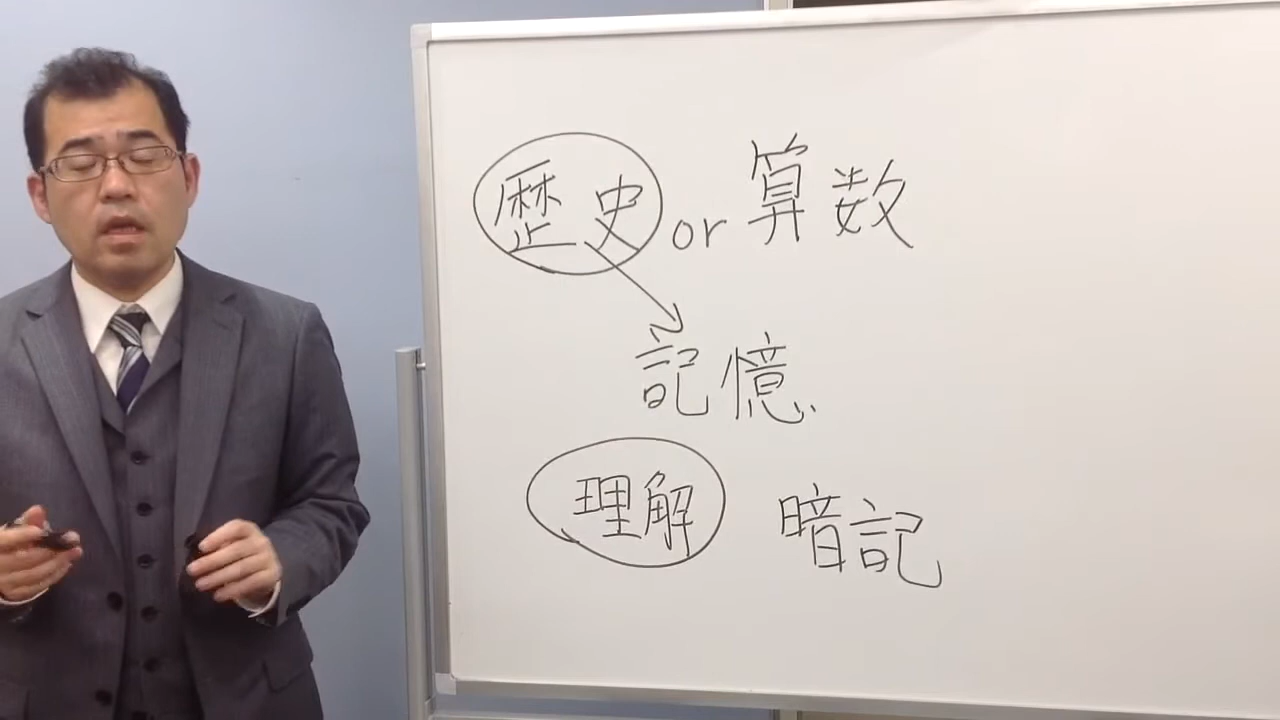 歴史 or 算数
記憶
理解 暗記